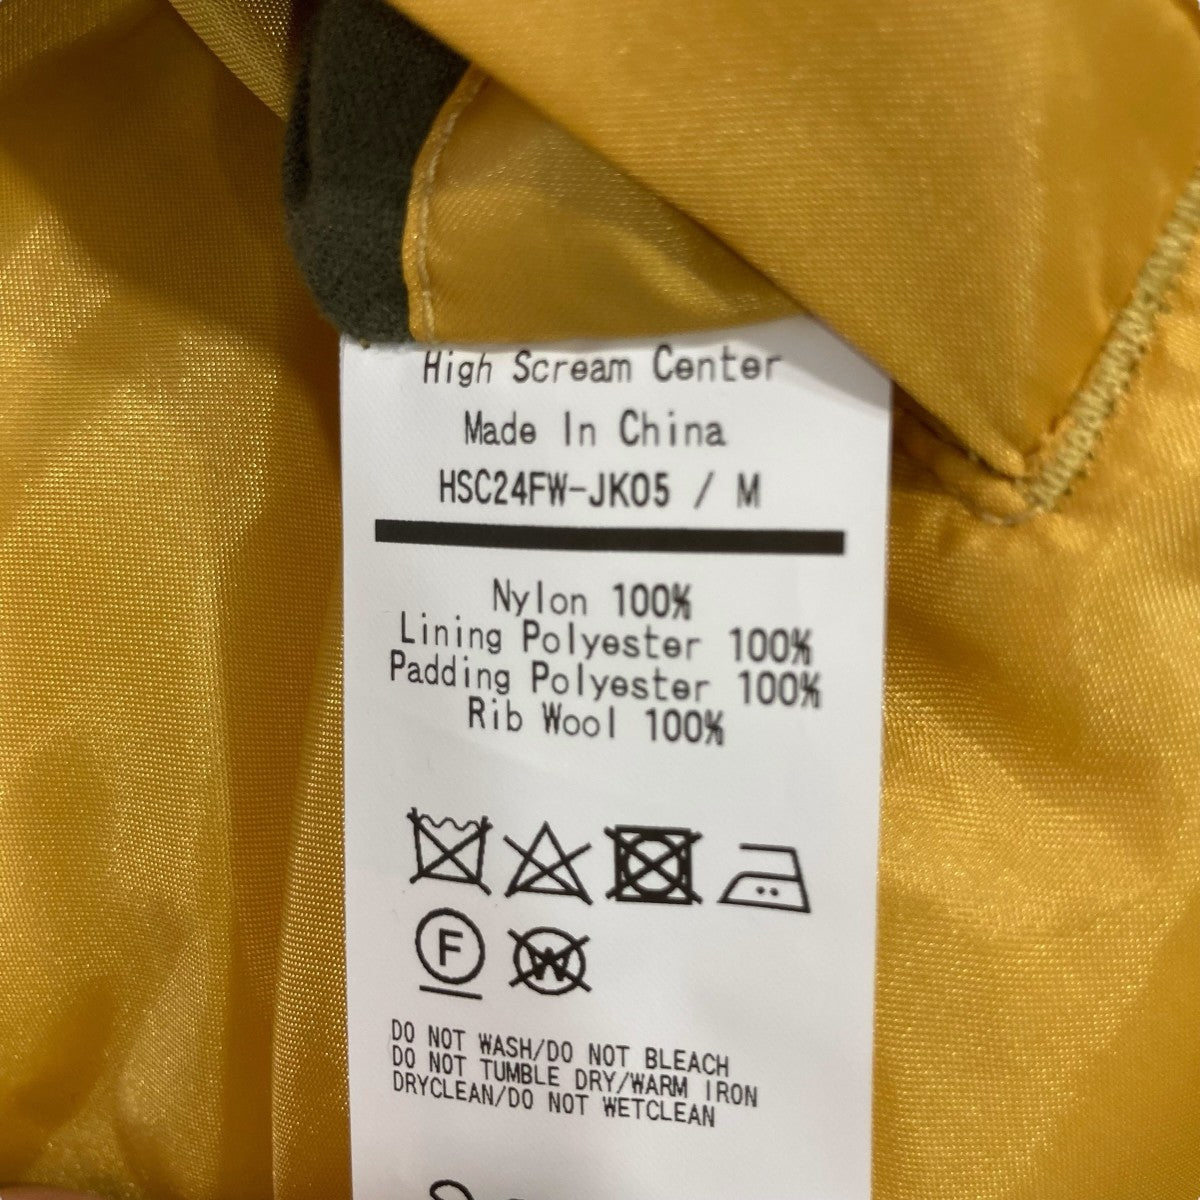 High Scream Center
Made In China
HSC24FW-JK05 / M
Nylon 100%
Lining Polyester 100%
Padding Polyester 100%
Rib Wool 100%
F
W
DO NOT WASH/DO NOT BLEACH
DO NOT TUMBLE DRY/WARM IRON
DRYCLEAN/DO NOT WETCLEAN